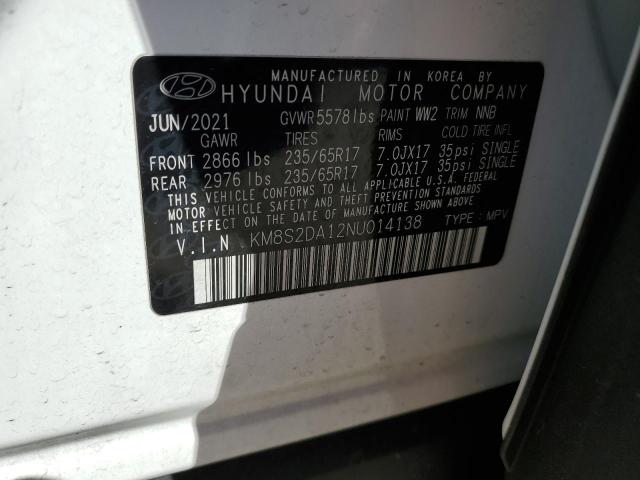 MANUFACTURED IN KOREA BY
HYUNDAI MOTOR COMPANY
JUN/2021 GVWR 5578lbs PAINT WW2 TRIM NNB
GAWR TIRES RIMS COLD TIRE INFL
FRONT 2866 lbs 235/65R17 7.0JX17 35psi SINGLE
REAR 2976 lbs 235/65R17 7.0JX17 35psi SINGLE
THIS VEHICLE CONFORMS TO ALL APPLICABLE U.S.A. FEDERAL
MOTOR VEHICLE SAFETY AND THEFT PREVENTION STANDARDS
IN EFFECT ON THE DATE OF MANUFACTURE SHOWN ABOVE.
V.I.N KM8S2DA12NU014138 TYPE : MPV